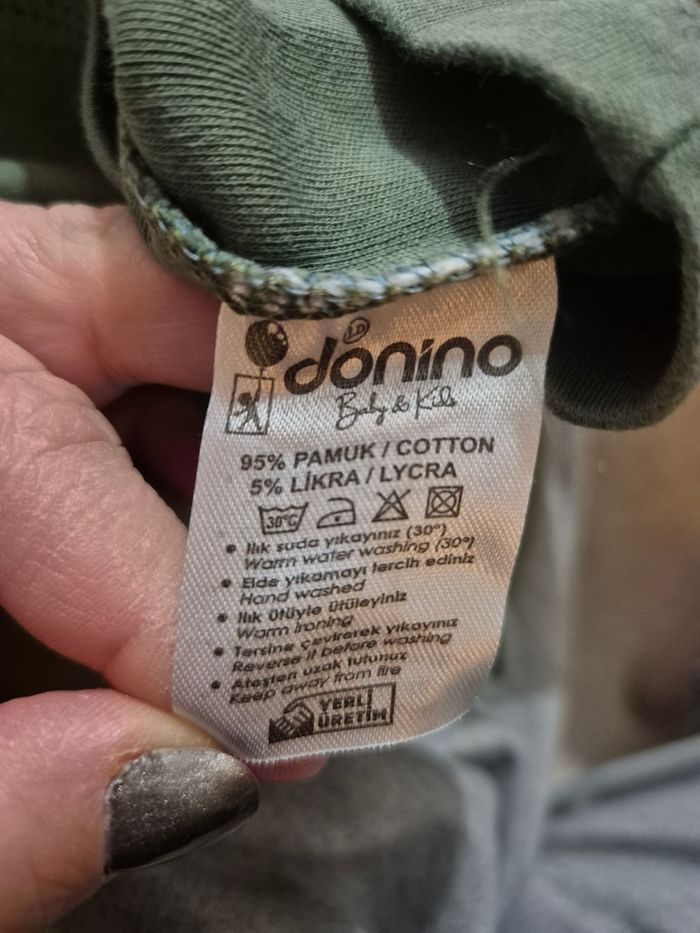 LD
donino
Baby & Kids
95% PAMUK / COTTON
5% LİKRA / LYCRA
30°C
• Ilık suda yıkayınız (30°)
Warm water washing (30°)
• Elde yıkamayı tercih ediniz
Hand washed
• Ilık ütüyle ütüleyiniz
Warm ironing
• Tersine çevirerek yıkayınız
Reverse it before washing
• Ateşten uzak tutunuz
Keep away from fire
YERLİ
ÜRETİM